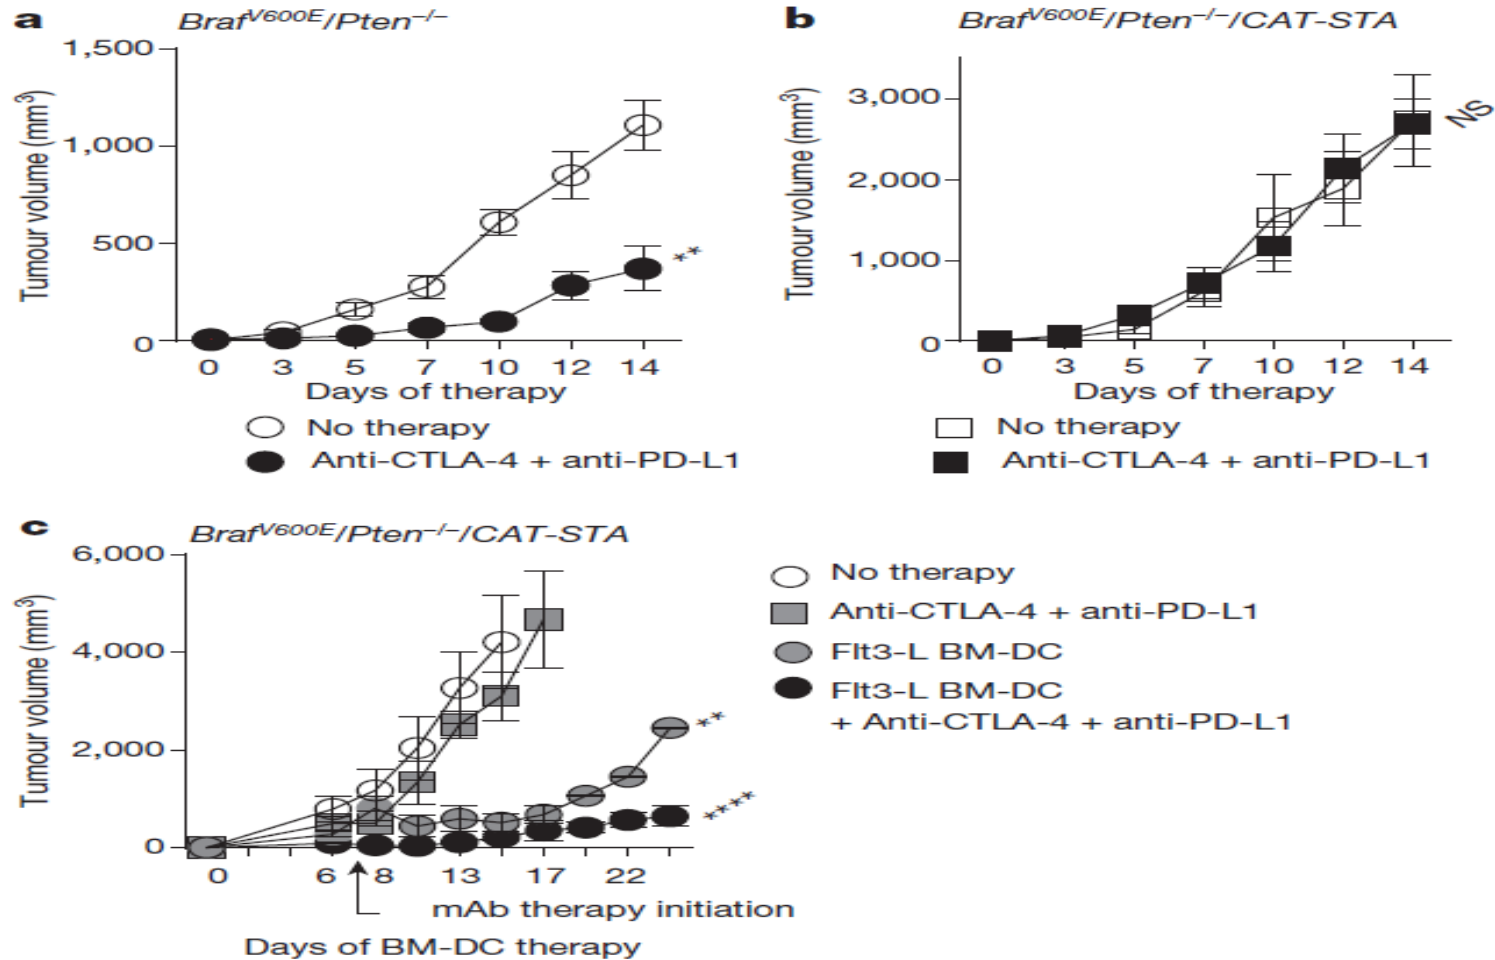 a
Braf^V600E/Pten^−/−
Tumour volume (mm³)
1,500
1,000
500
0
0 3 5 7 10 12 14
**
Days of therapy
No therapy
Anti-CTLA-4 + anti-PD-L1
b
Braf^V600E/Pten^−/−/CAT-STA
Tumour volume (mm³)
3,000
2,000
1,000
0
0 3 5 7 10 12 14
NS
Days of therapy
No therapy
Anti-CTLA-4 + anti-PD-L1
c
Braf^V600E/Pten^−/−/CAT-STA
Tumour volume (mm³)
6,000
4,000
2,000
0
0 6 8 13 17 22
**
****
mAb therapy initiation
Days of BM-DC therapy
No therapy
Anti-CTLA-4 + anti-PD-L1
Flt3-L BM-DC
Flt3-L BM-DC
+ Anti-CTLA-4 + anti-PD-L1